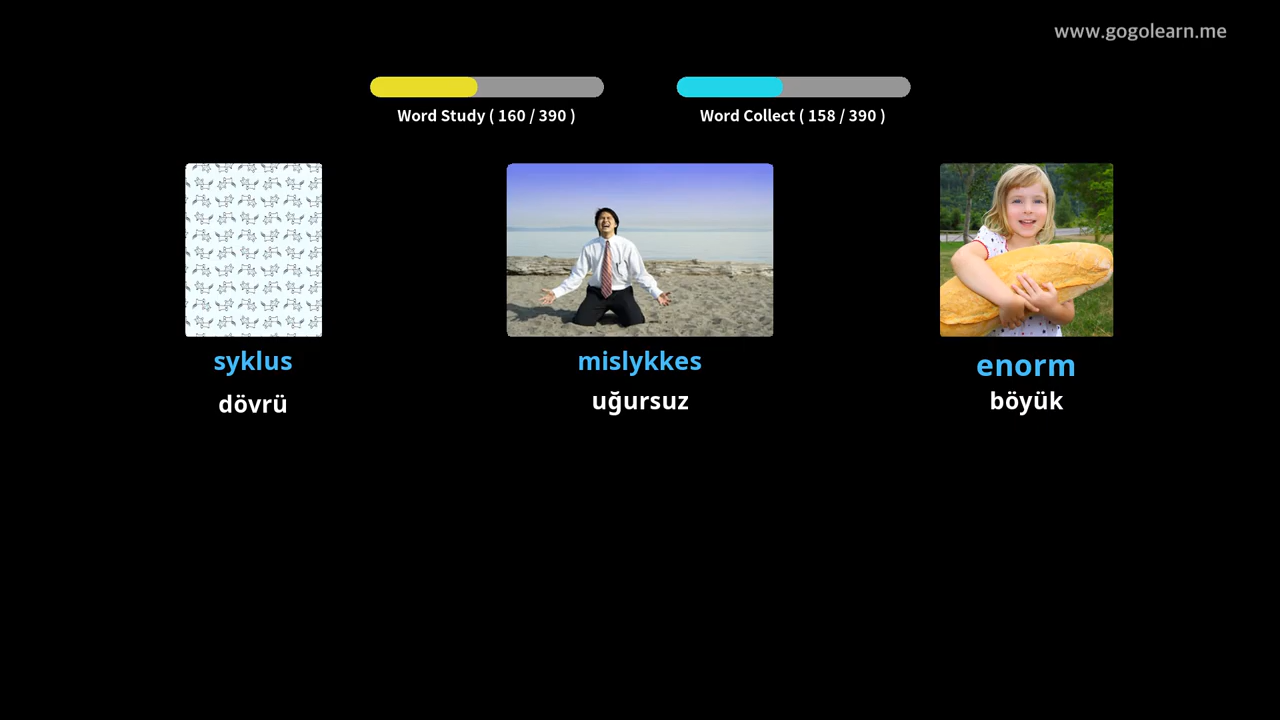 www.gogolearn.me
Word Study ( 160 / 390 )
Word Collect ( 158 / 390 )
syklus
mislykkes
enorm
dövrü
uğursuz
böyük